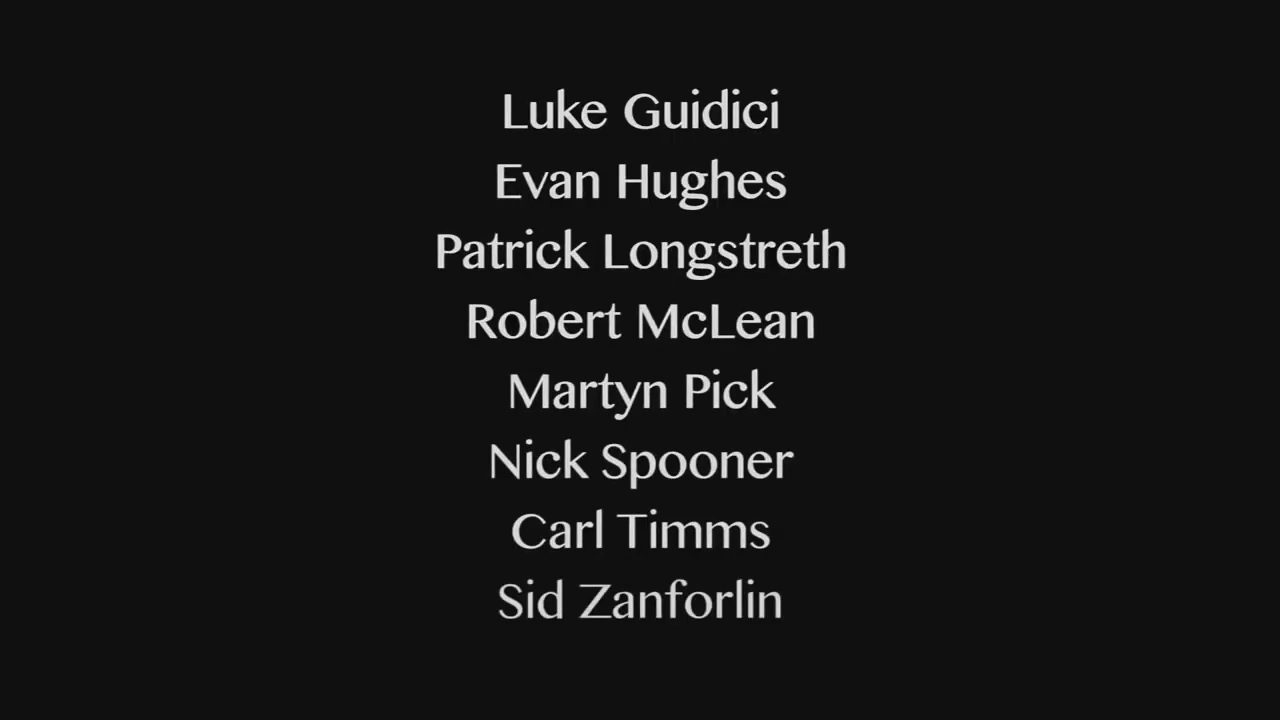 Luke Guidici
Evan Hughes
Patrick Longstreth
Robert McLean
Martyn Pick
Nick Spooner
Carl Timms
Sid Zanforlin